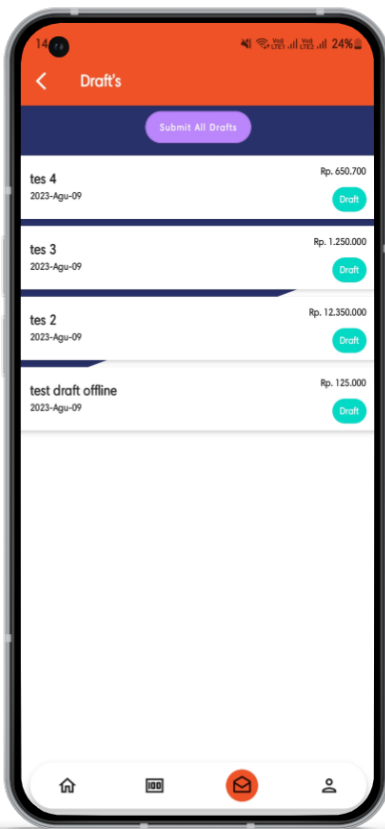 14
24%
Draft's
Submit All Drafts
tes 4
Rp. 650.700
2023-Agu-09
Draft
tes 3
Rp. 1.250.000
2023-Agu-09
Draft
tes 2
Rp. 12.350.000
2023-Agu-09
Draft
test draft offline
Rp. 125.000
2023-Agu-09
Draft